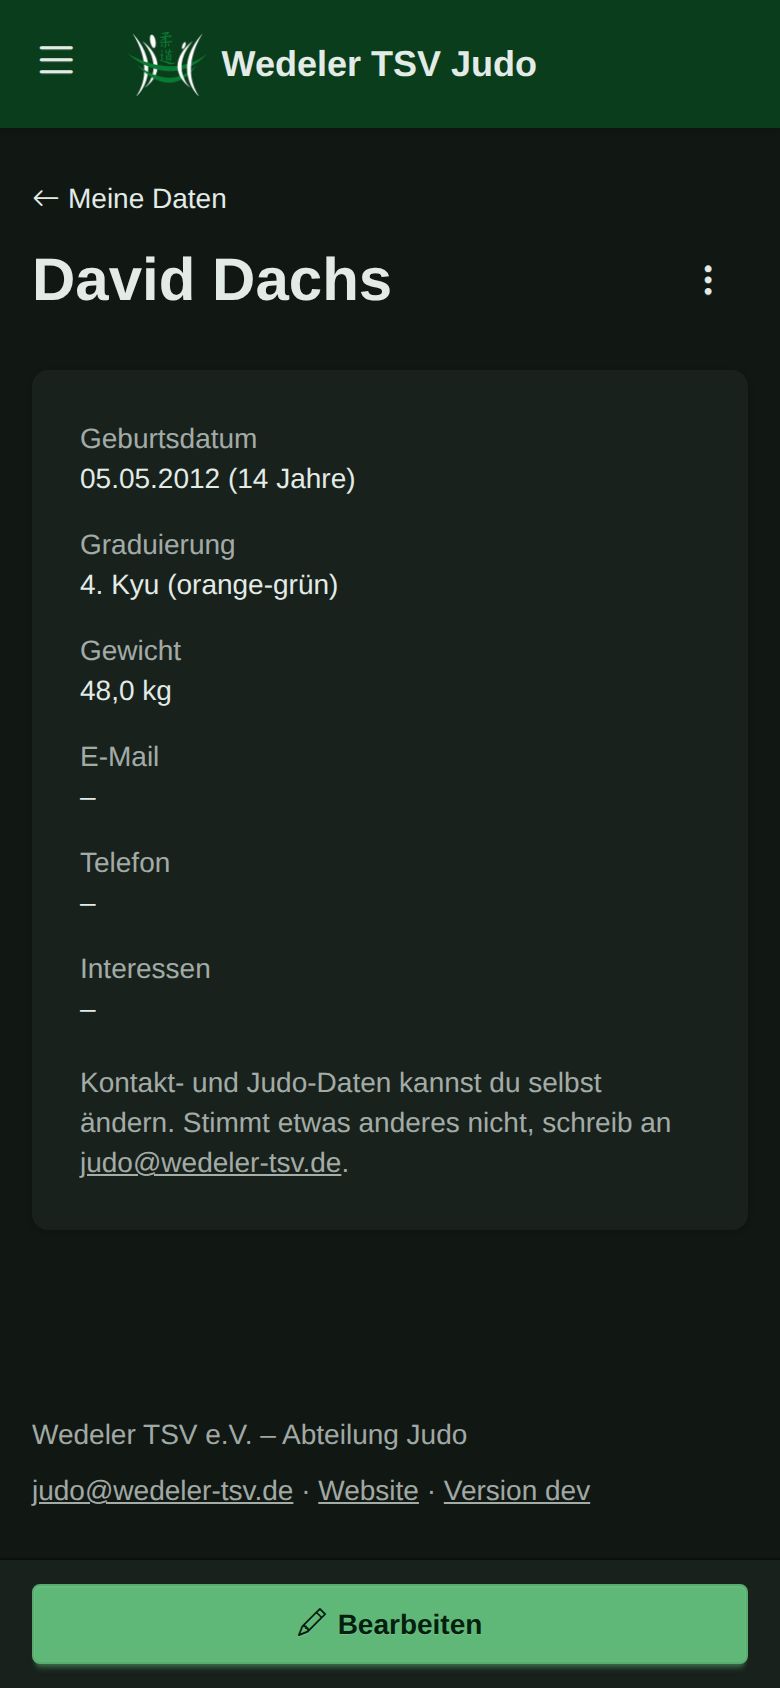 柔道
Wedeler TSV Judo
← Meine Daten
David Dachs
Geburtsdatum
05.05.2012 (14 Jahre)
Graduierung
4. Kyu (orange-grün)
Gewicht
48,0 kg
E-Mail
–
Telefon
–
Interessen
–
Kontakt- und Judo-Daten kannst du selbst
ändern. Stimmt etwas anderes nicht, schreib an
judo@wedeler-tsv.de.
Wedeler TSV e.V. – Abteilung Judo
judo@wedeler-tsv.de · Website · Version dev
Bearbeiten